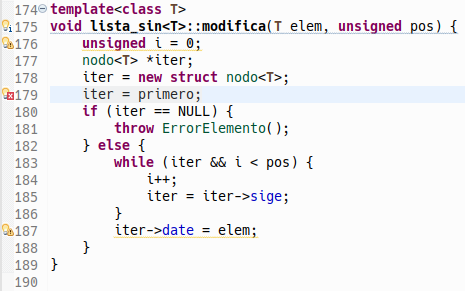 174 template<class T>
175 void lista_sin<T>::modifica(T elem, unsigned pos) {
176 unsigned i = 0;
177 nodo<T> *iter;
178 iter = new struct nodo<T>;
179 iter = primero;
180 if (iter == NULL) {
181 throw ErrorElemento();
182 } else {
183 while (iter && i < pos) {
184 i++;
185 iter = iter->sige;
186 }
187 iter->date = elem;
188 }
189 }
190